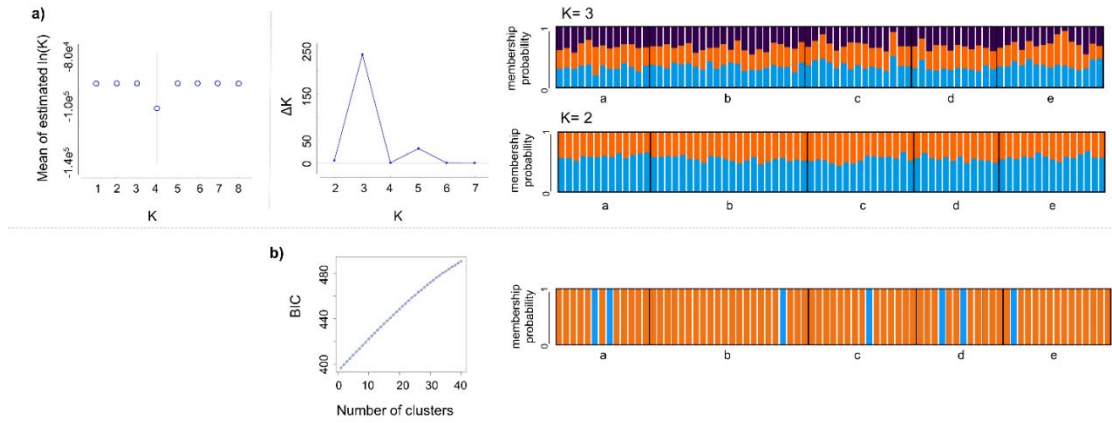 a)
Mean of estimated ln(K)
-8.0e⁴
-1.0e⁵
-1.4e⁵
1 2 3 4 5 6 7 8
K
ΔK
250
150
50
0
2 3 4 5 6 7
K
K= 3
membership probability
0 1
a b c d e
K= 2
membership probability
0 1
a b c d e
b)
BIC
480
440
400
0 10 20 30 40
Number of clusters
membership probability
0 1
a b c d e